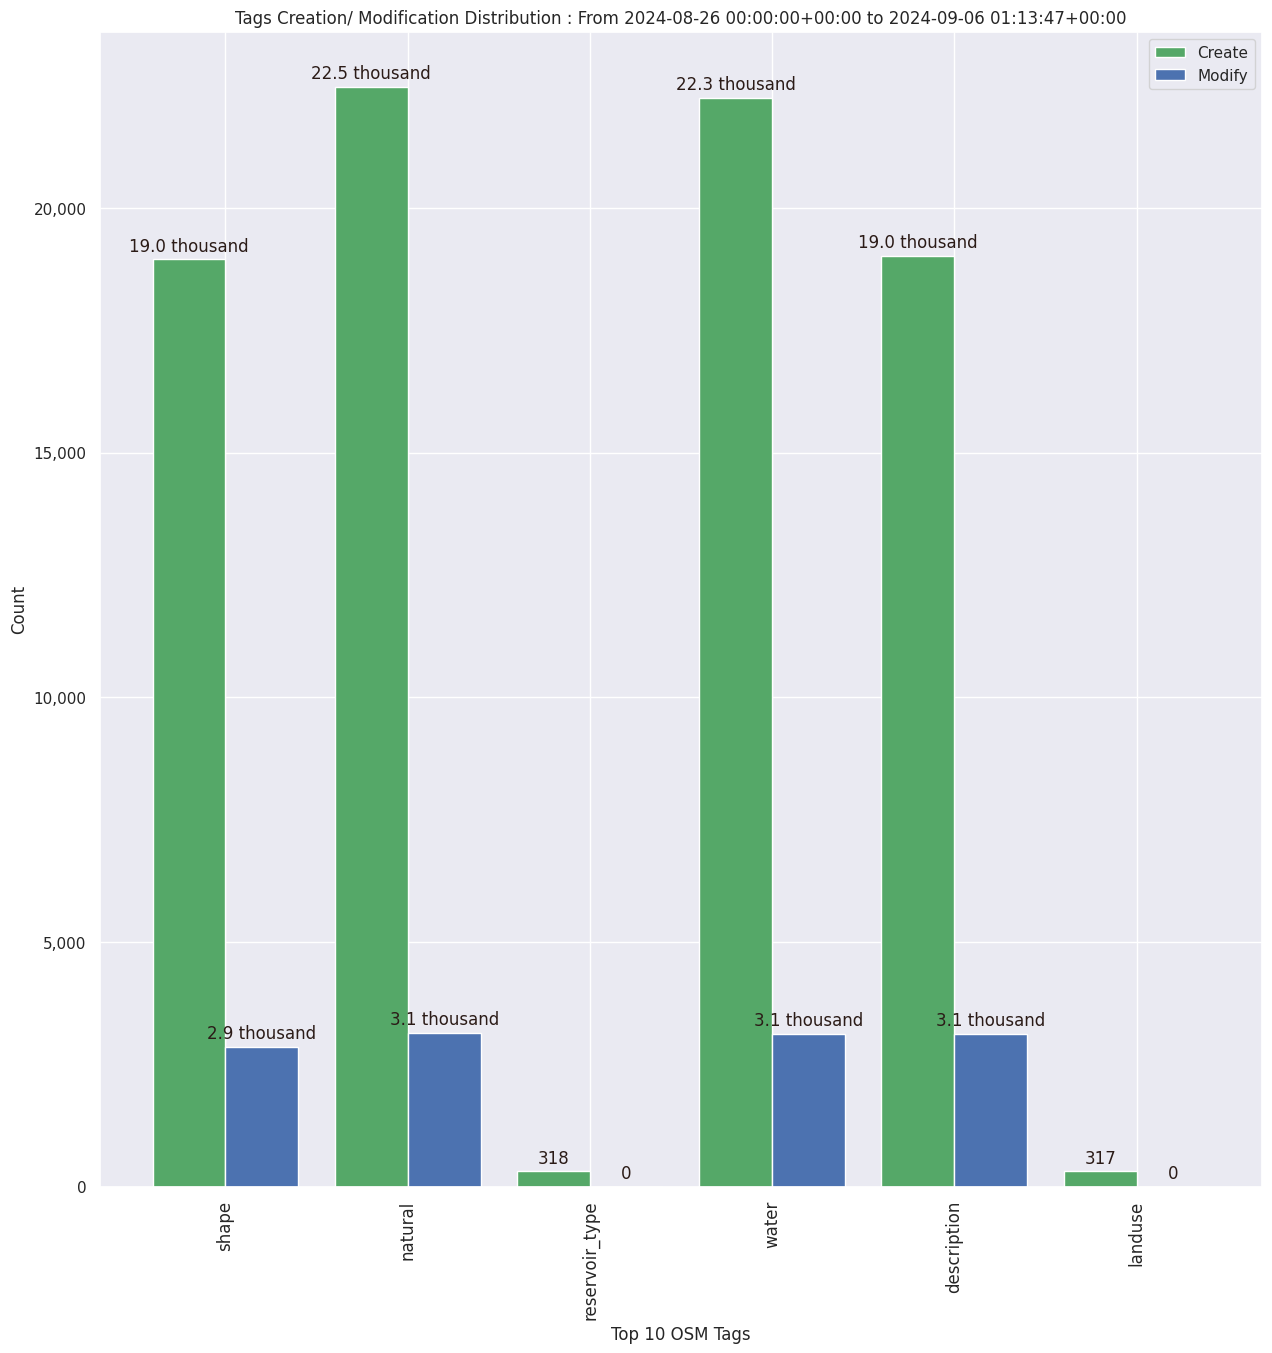 Tags Creation/ Modification Distribution : From 2024-08-26 00:00:00+00:00 to 2024-09-06 01:13:47+00:00
Create
Modify
22.5 thousand
22.3 thousand
19.0 thousand
19.0 thousand
2.9 thousand
3.1 thousand
3.1 thousand
3.1 thousand
318
0
317
0
20,000
15,000
10,000
5,000
0
Count
shape
natural
reservoir_type
water
description
landuse
Top 10 OSM Tags